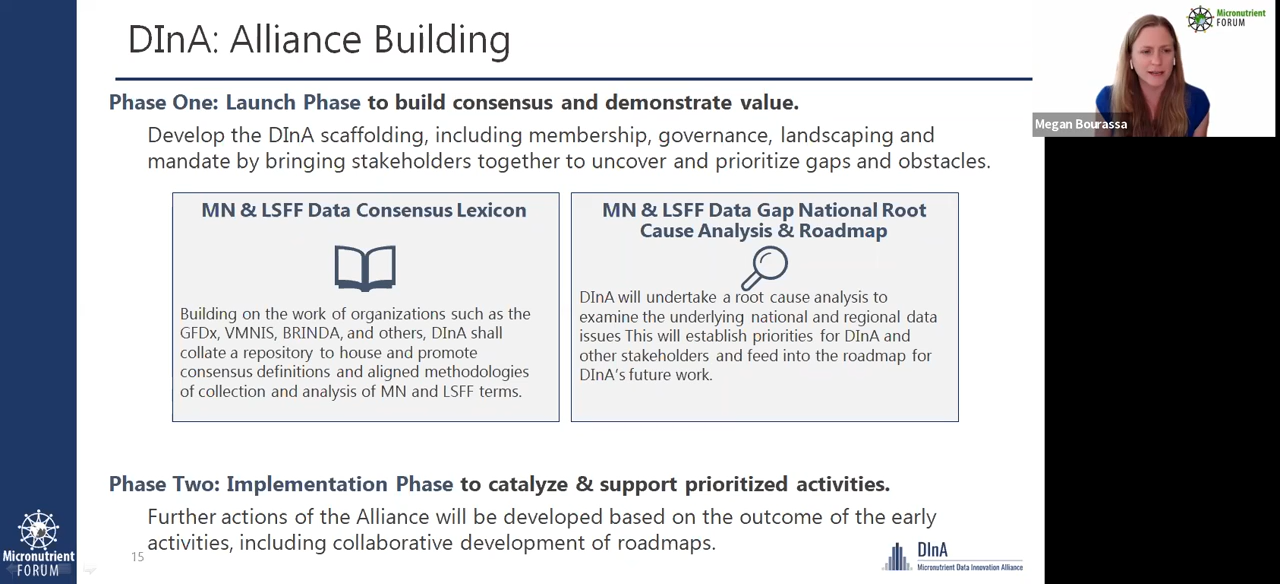 DInA: Alliance Building
Micronutrient
FORUM
Megan Bourassa
Phase One: Launch Phase to build consensus and demonstrate value.
Develop the DInA scaffolding, including membership, governance, landscaping and
mandate by bringing stakeholders together to uncover and prioritize gaps and obstacles.
MN & LSFF Data Consensus Lexicon
Building on the work of organizations such as the
GFDx, VMNIS, BRINDA, and others, DInA shall
collate a repository to house and promote
consensus definitions and aligned methodologies
of collection and analysis of MN and LSFF terms.
MN & LSFF Data Gap National Root
Cause Analysis & Roadmap
DInA will undertake a root cause analysis to
examine the underlying national and regional data
issues This will establish priorities for DInA and
other stakeholders and feed into the roadmap for
DInA's future work.
Phase Two: Implementation Phase to catalyze & support prioritized activities.
Further actions of the Alliance will be developed based on the outcome of the early
activities, including collaborative development of roadmaps.
Micronutrient
FORUM
15
DInA
Micronutrient Data Innovation Alliance